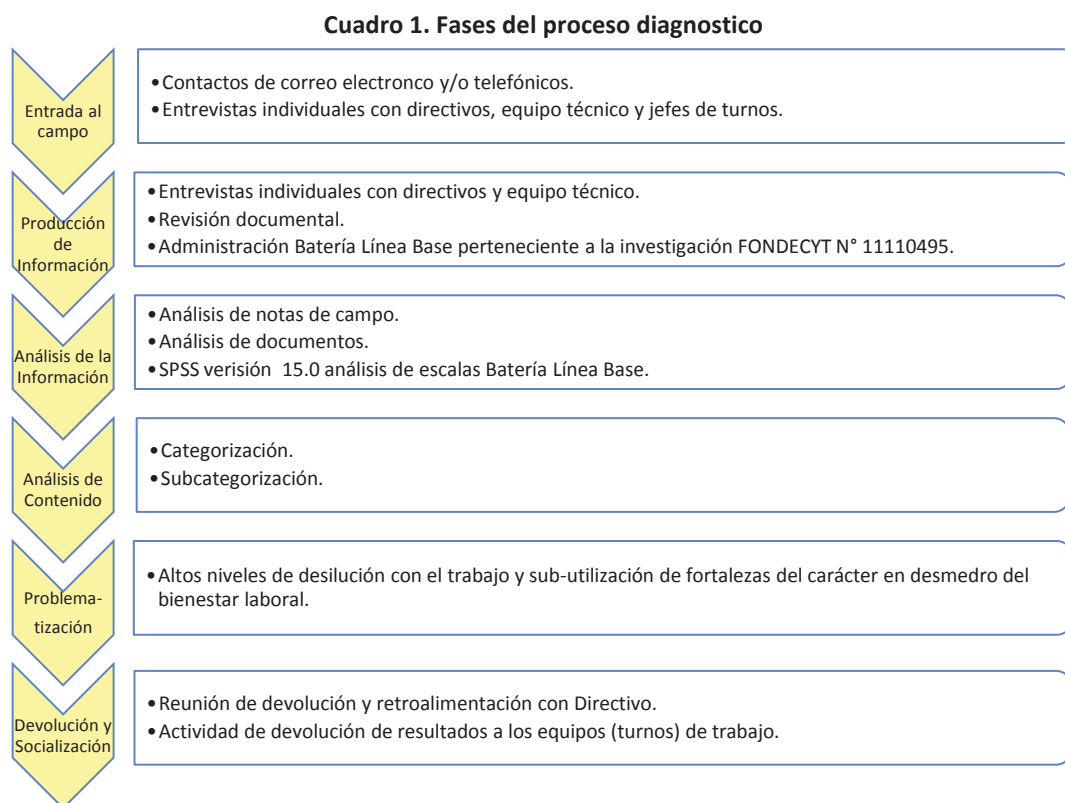 Cuadro 1. Fases del proceso diagnostico
Entrada al
campo
•Contactos de correo electronco y/o telefónicos.
•Entrevistas individuales con directivos, equipo técnico y jefes de turnos.
Producción
de
Información
•Entrevistas individuales con directivos y equipo técnico.
•Revisión documental.
•Administración Batería Línea Base perteneciente a la investigación FONDECYT N° 11110495.
Análisis de la
Información
•Análisis de notas de campo.
•Análisis de documentos.
•SPSS verisión 15.0 análisis de escalas Batería Línea Base.
Análisis de
Contenido
•Categorización.
•Subcategorización.
Problema-
tización
•Altos niveles de desilución con el trabajo y sub-utilización de fortalezas del carácter en desmedro del
bienestar laboral.
Devolución y
Socialización
•Reunión de devolución y retroalimentación con Directivo.
•Actividad de devolución de resultados a los equipos (turnos) de trabajo.